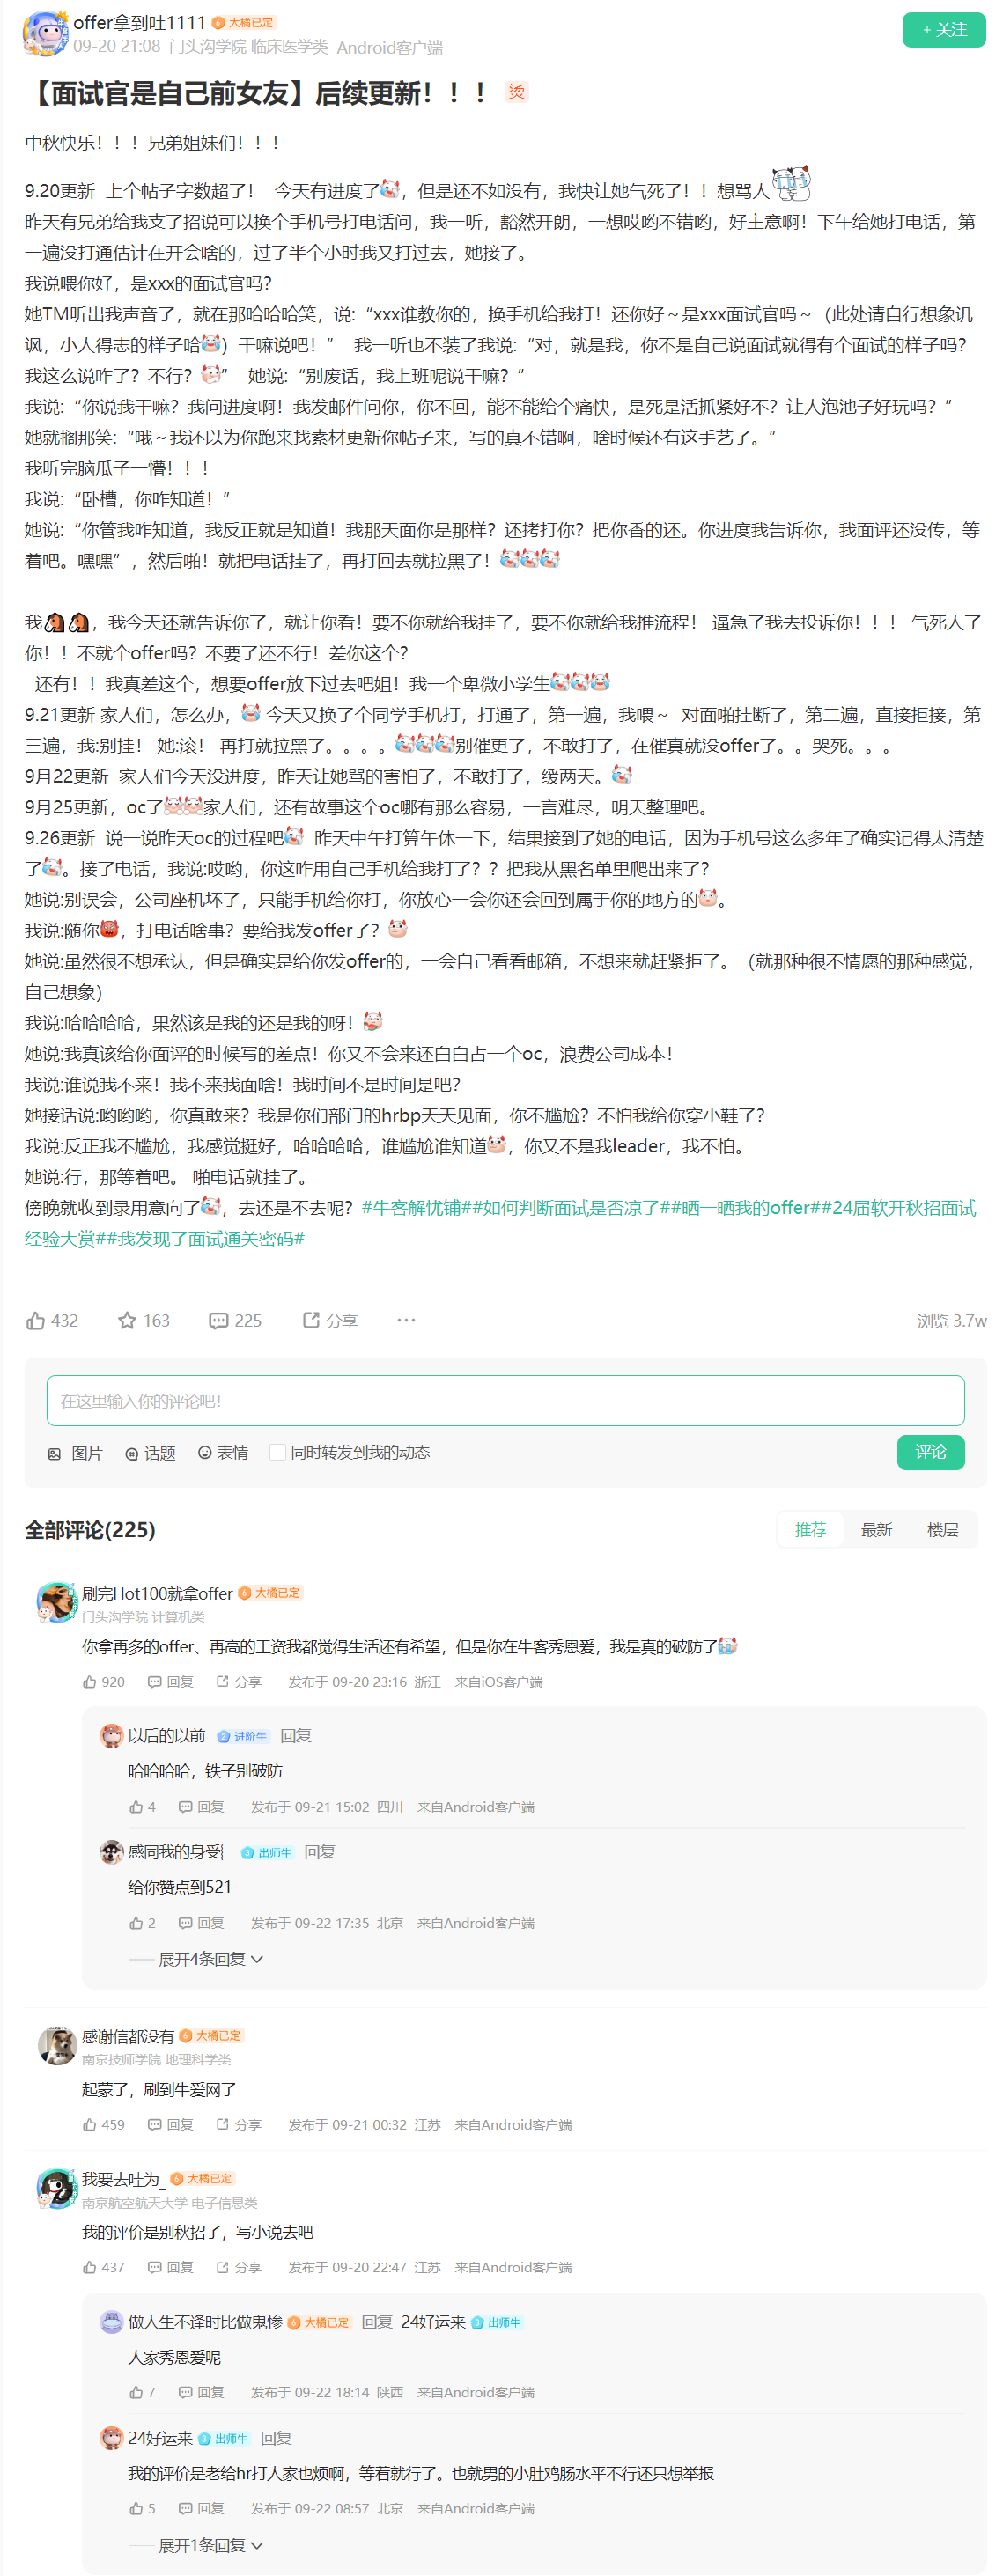 offer拿到吐1111 6 大橘已定
09-20 21:08 门头沟学院 临床医学类 Android客户端
+ 关注
【面试官是自己前女友】后续更新！！！ 烫
中秋快乐！！！兄弟姐妹们！！！
9.20更新 上个帖子字数超了！ 今天有进度了，但是还不如没有，我快让她气死了！！想骂人
昨天有兄弟给我支了招说可以换个手机号打电话问，我一听，豁然开朗，一想哎哟不错哟，好主意啊！下午给她打电话，第
一遍没打通估计在开会啥的，过了半个小时我又打过去，她接了。
我说喂你好，是xxx的面试官吗？
她TM听出我声音了，就在那哈哈哈笑，说：“xxx谁教你的，换手机给我打！还你好～是xxx面试官吗～（此处请自行想象讥
讽，小人得志的样子哈）干嘛说吧！” 我一听也不装了我说：“对，就是我，你不是自己说面试就得有个面试的样子吗？
我这么说咋了？不行？” 她说：“别废话，我上班呢说干嘛？”
我说：“你说我干嘛？我问进度啊！我发邮件问你，你不回，能不能给个痛快，是死是活抓紧好不？让人泡池子好玩吗？”
她就搁那笑：“哦～我还以为你跑来找素材更新你帖子来，写的真不错啊，啥时候还有这手艺了。”
我听完脑瓜子一懵！！！
我说：“卧槽，你咋知道！”
她说：“你管我咋知道，我反正就是知道！我那天面你是那样？还拷打你？把你香的还。你进度我告诉你，我面评还没传，等
着吧。嘿嘿”，然后啪！就把电话挂了，再打回去就拉黑了！
我，我今天还就告诉你了，就让你看！要不你就给我挂了，要不你就给我推流程！ 逼急了我去投诉你！！！ 气死人了
你！！不就个offer吗？不要了还不行！差你这个？
还有！！我真差这个，想要offer放下过去吧姐！我一个卑微小学生
9.21更新 家人们，怎么办， 今天又换了个同学手机打，打通了，第一遍，我喂～ 对面啪挂断了，第二遍，直接拒接，第
三遍，我:别挂！ 她:滚！ 再打就拉黑了。。。。别催更了，不敢打了，在催真就没offer了。。哭死。。。
9月22更新 家人们今天没进度，昨天让她骂的害怕了，不敢打了，缓两天。
9月25更新，oc了家人们，还有故事这个oc哪有那么容易，一言难尽，明天整理吧。
9.26更新 说一说昨天oc的过程吧 昨天中午打算午休一下，结果接到了她的电话，因为手机号这么多年了确实记得太清楚
了。接了电话，我说:哎哟，你这咋用自己手机给我打了？？把我从黑名单里爬出来了？
她说:别误会，公司座机坏了，只能手机给你打，你放心一会你还会回到属于你的地方的。
我说:随你，打电话啥事？要给我发offer了？
她说:虽然很不想承认，但是确实是给你发offer的，一会自己看看邮箱，不想来就赶紧拒了。（就那种很不情愿的那种感觉，
自己想象）
我说:哈哈哈哈，果然该是我的还是我的呀！
她说:我真该给你面评的时候写的差点！你又不会来还白白占一个oc，浪费公司成本！
我说:谁说我不来！我不来我面啥！我时间不是时间是吧？
她接话说:哟哟哟，你真敢来？我是你们部门的hrbp天天见面，你不尴尬？不怕我给你穿小鞋了？
我说:反正我不尴尬，我感觉挺好，哈哈哈哈，谁尴尬谁知道，你又不是我leader，我不怕。
她说:行，那等着吧。 啪电话就挂了。
傍晚就收到录用意向了，去还是不去呢？#牛客解忧铺##如何判断面试是否凉了##晒一晒我的offer##24届软开秋招面试
经验大赏##我发现了面试通关密码#
432 163 225 分享 ··· 浏览 3.7w
在这里输入你的评论吧！
图片 话题 表情 同时转发到我的动态 评论
全部评论(225) 推荐 最新 楼层
刷完Hot100就拿offer 6 大橘已定
门头沟学院 计算机类
你拿再多的offer、再高的工资我都觉得生活还有希望，但是你在牛客秀恩爱，我是真的破防了
920 回复 分享 发布于 09-20 23:16 浙江 来自iOS客户端
以后的以前 2 进阶牛 回复
哈哈哈哈，铁子别破防
4 回复 发布于 09-21 15:02 四川 来自Android客户端
感同我的身受 3 出师牛 回复
给你赞点到521
2 回复 发布于 09-22 17:35 北京 来自Android客户端
展开4条回复
感谢信都没有 6 大橘已定
南京技师学院 地理科学类
起蒙了，刷到牛爱网了
459 回复 分享 发布于 09-21 00:32 江苏 来自Android客户端
我要去哇为_ 6 大橘已定
南京航空航天大学 电子信息类
我的评价是别秋招了，写小说去吧
437 回复 分享 发布于 09-20 22:47 江苏 来自Android客户端
做人生不逢时比做鬼惨 6 大橘已定 回复 24好运来 3 出师牛
人家秀恩爱呢
7 回复 发布于 09-22 18:14 陕西 来自Android客户端
24好运来 3 出师牛 回复
我的评价是老给hr打人家也烦啊，等着就行了。也就男的小肚鸡肠水平不行还只想举报
5 回复 发布于 09-22 08:57 北京 来自Android客户端
展开1条回复